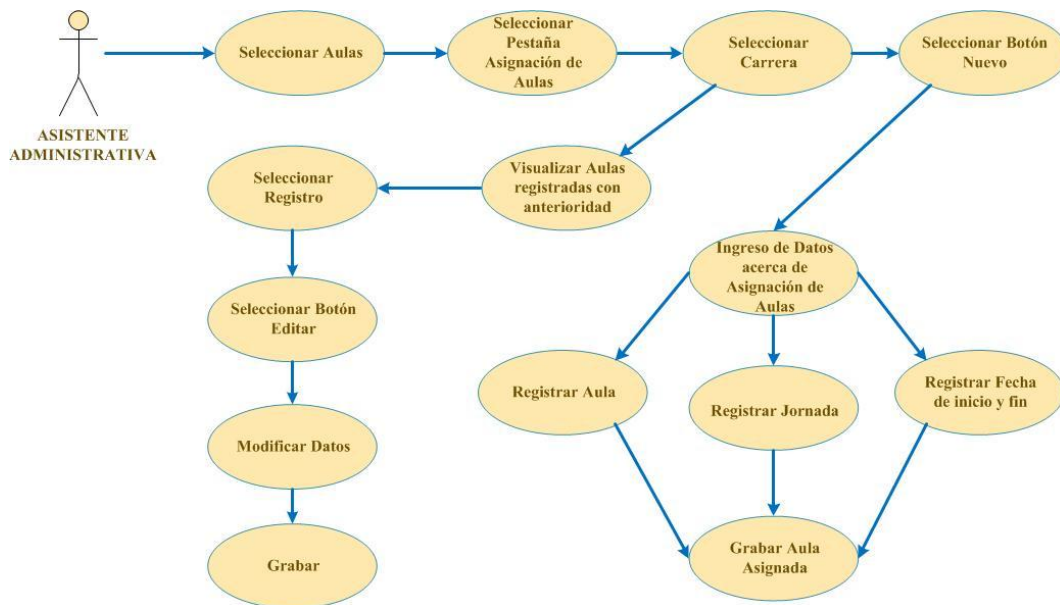 ASISTENTE
ADMINISTRATIVA
Seleccionar Aulas
Seleccionar
Pestaña
Asignación de
Aulas
Seleccionar
Carrera
Seleccionar Botón
Nuevo
Visualizar Aulas
registradas con
anterioridad
Seleccionar
Registro
Seleccionar Botón
Editar
Modificar Datos
Grabar
Ingreso de Datos
acerca de
Asignación de
Aulas
Registrar Aula
Registrar Jornada
Registrar Fecha
de inicio y fin
Grabar Aula
Asignada